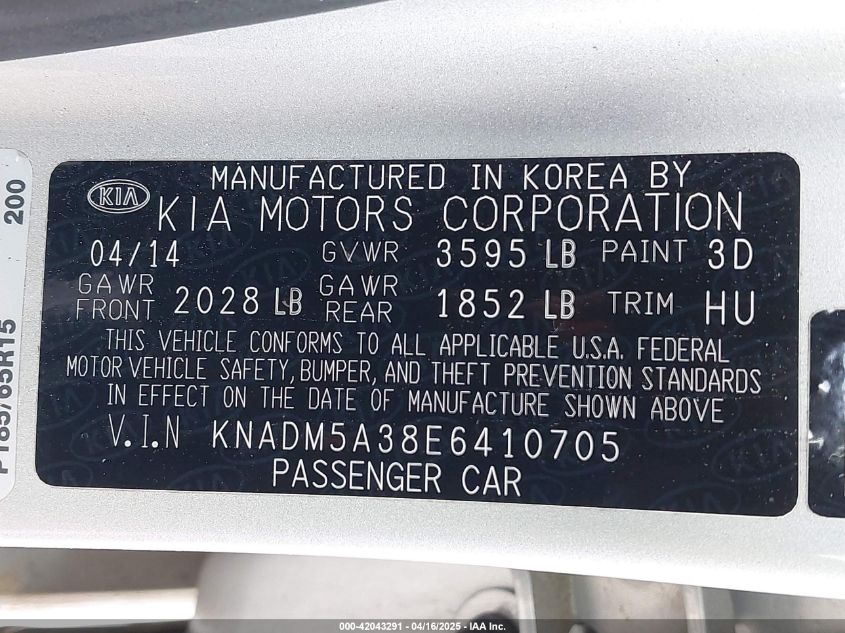 MANUFACTURED IN KOREA BY
KIA
KIA MOTORS CORPORATION
04/14 GVWR 3595 LB PAINT 3D
GAWR FRONT 2028 LB GAWR REAR 1852 LB TRIM HU
THIS VEHICLE CONFORMS TO ALL APPLICABLE U.S.A. FEDERAL
MOTOR VEHICLE SAFETY, BUMPER, AND THEFT PREVENTION STANDARDS
IN EFFECT ON THE DATE OF MANUFACTURE SHOWN ABOVE
V.I.N KNADM5A38E6410705
PASSENGER CAR
P185/65R15
200
000-42043291 - 04/16/2025 - IAA Inc.